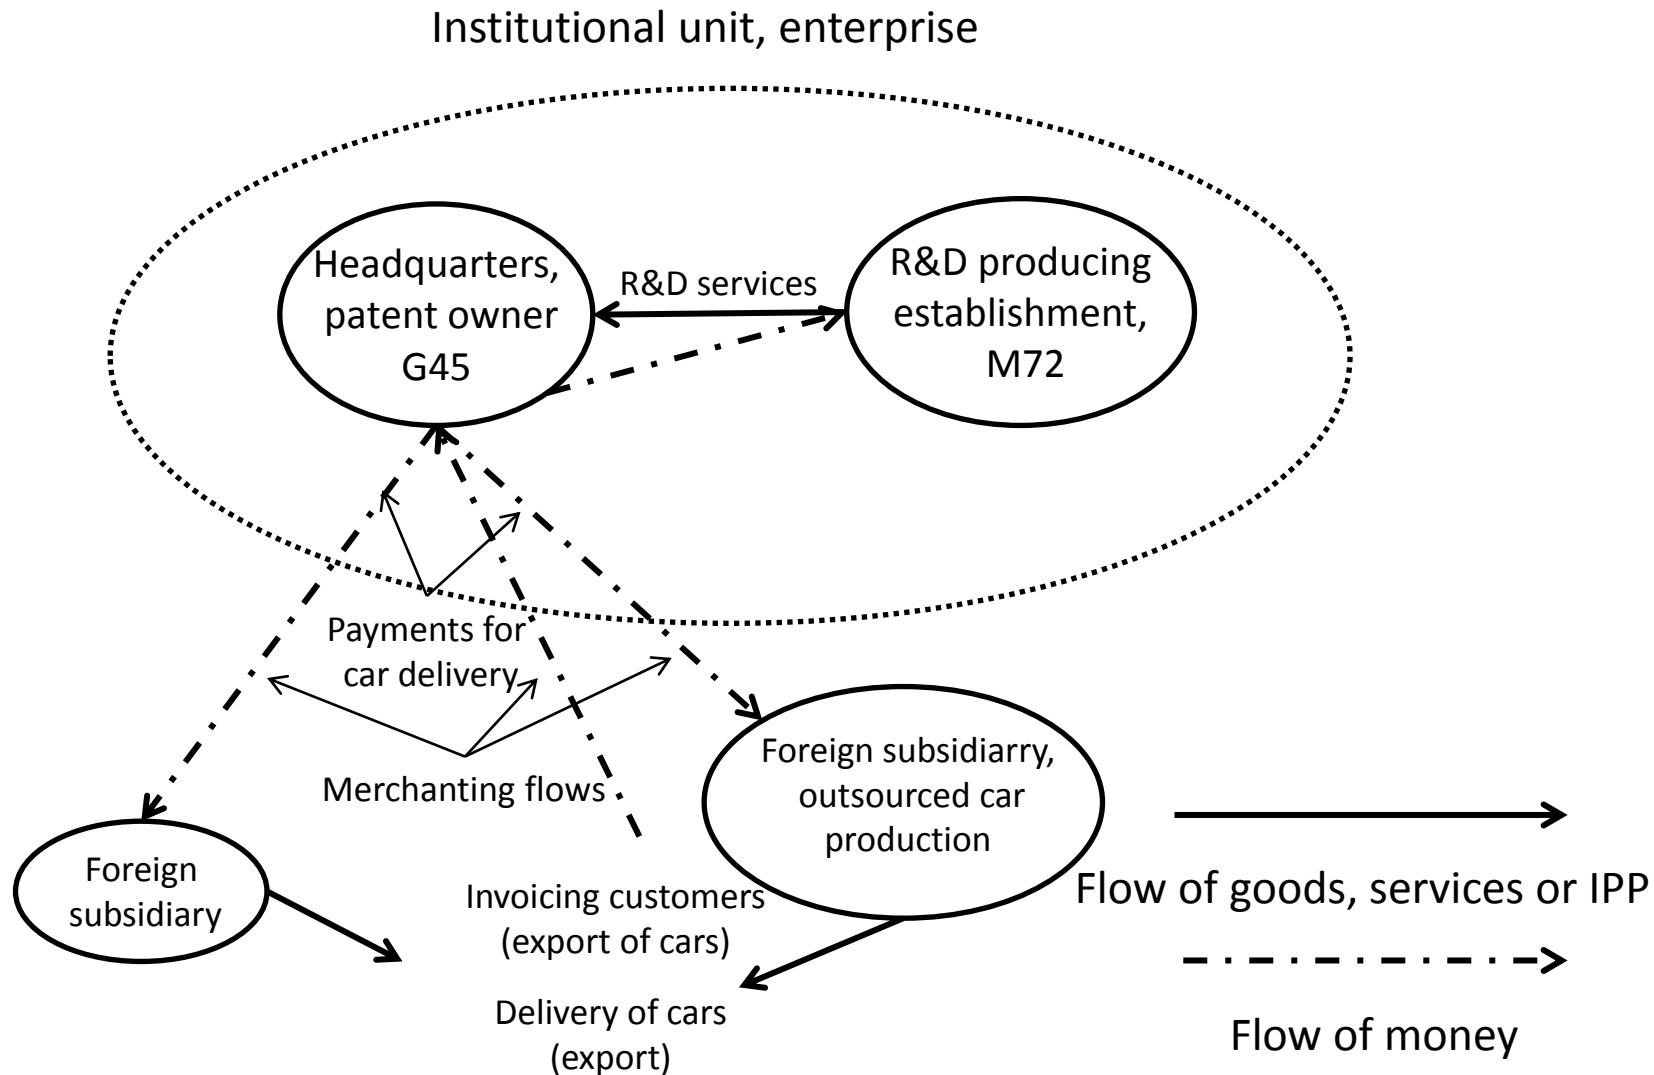 Institutional unit, enterprise
Headquarters,
patent owner
G45
R&D services
R&D producing
establishment,
M72
Payments for
car delivery
Merchanting flows
Foreign subsidiarry,
outsourced car
production
Foreign
subsidiary
Invoicing customers
(export of cars)
Delivery of cars
(export)
Flow of goods, services or IPP
Flow of money